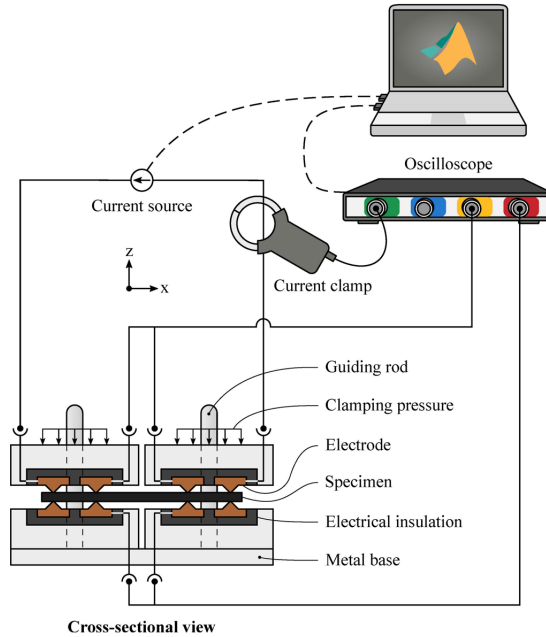 Oscilloscope
Current source
Current clamp
z
x
Guiding rod
Clamping pressure
Electrode
Specimen
Electrical insulation
Metal base
Cross-sectional view